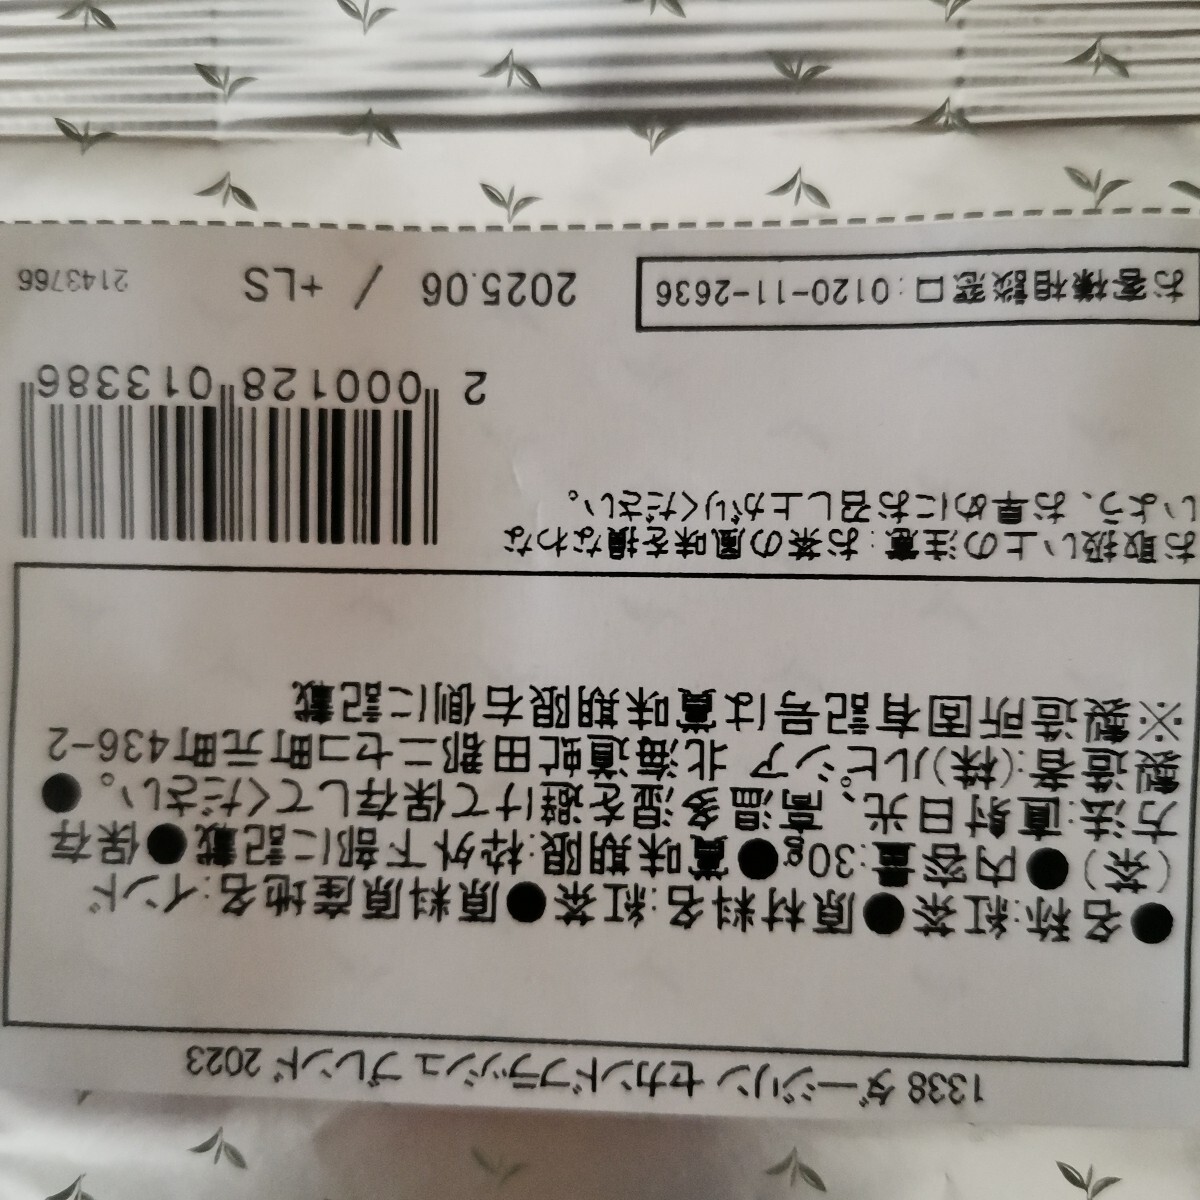 1338 ダージリン セカンドフラッシュ ブレンド 2023
●名称:紅茶●原材料名:紅茶●原料原産地名:インド
(茶)●内容量:30g●賞味期限:枠外下部に記載●保存
方法:直射日光、高温多湿を避けて保存してください。●
製造者:(株)ルピシア 北海道虻田郡ニセコ町元町436-2
※製造所固有記号は賞味期限右側に記載
お取扱い上の注意:お茶の風味を損なわな
いよう、お早めにお召し上がりください。
2 000128 013386
お客様相談窓口:0120-11-2636
2025.06 / +LS
2143766